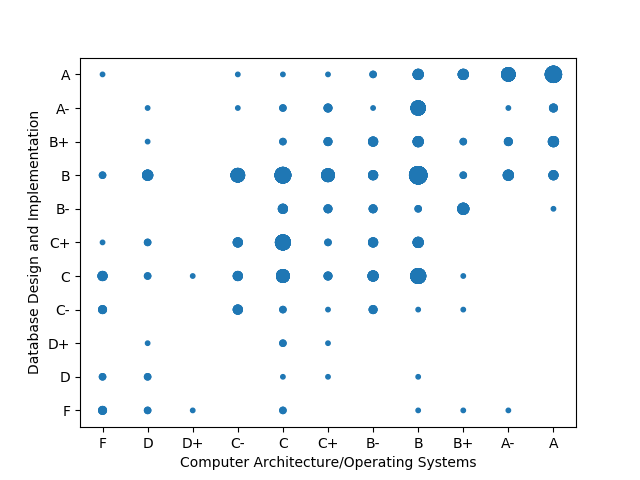 Database Design and Implementation
A
A-
B+
B
B-
C+
C
C-
D+
D
F
F D D+ C- C C+ B- B B+ A- A
Computer Architecture/Operating Systems